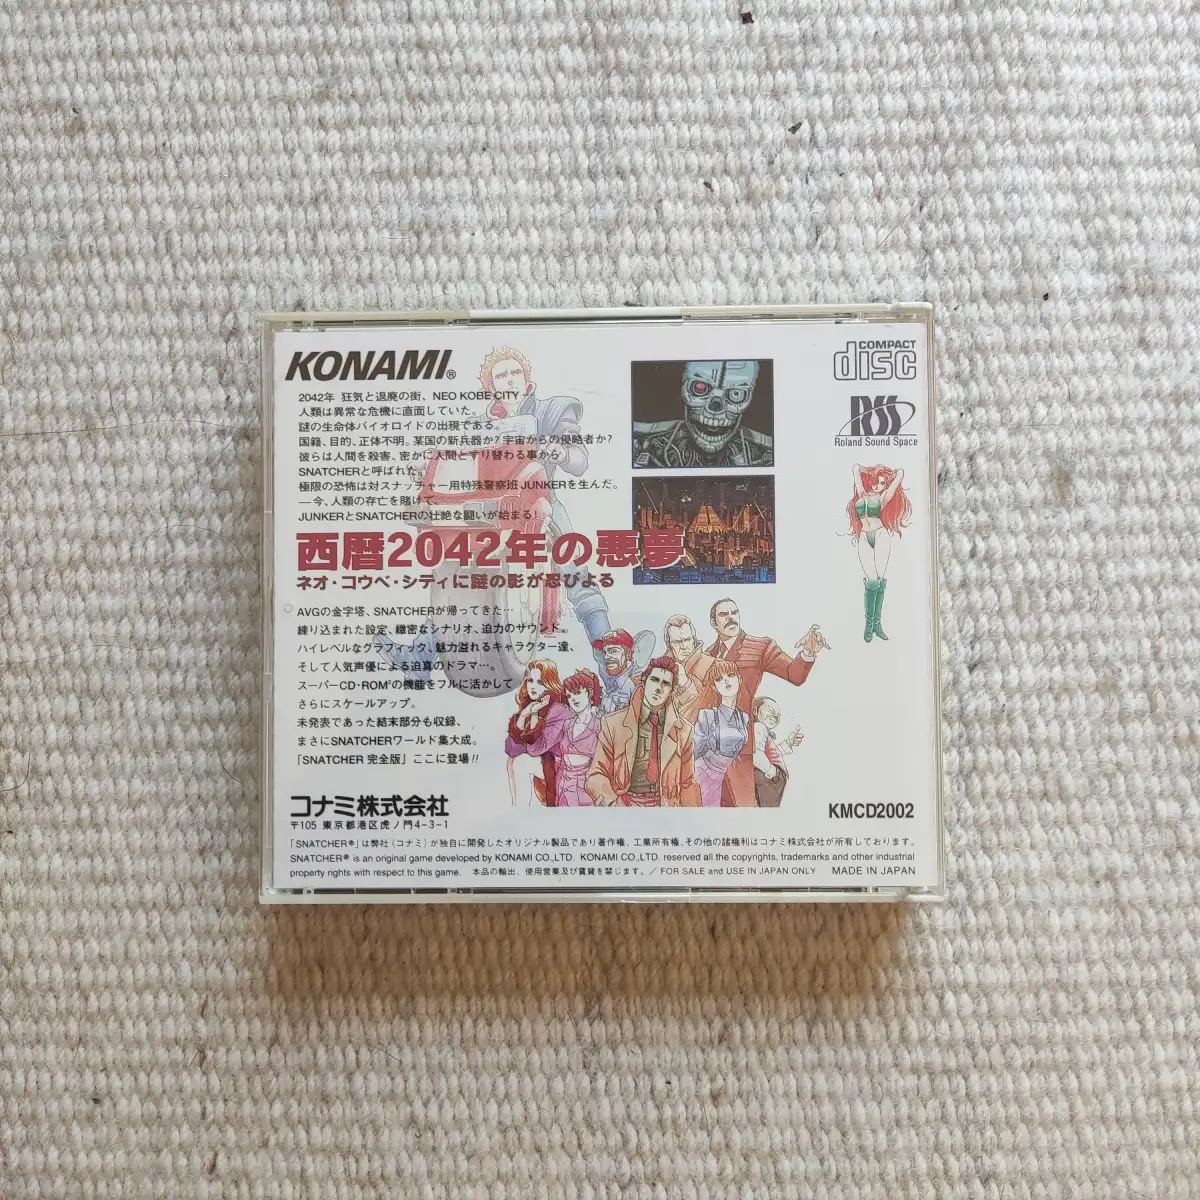 KONAMI®
COMPACT
disc
RSS
Roland Sound Space
2042年 狂気と退廃の街、NEO KOBE CITY…
人類は異常な危機に直面していた。
謎の生命体バイオロイドの出現である。
国籍、目的、正体不明。某国の新兵器か?宇宙からの侵略者か?
彼らは人間を殺害、密かに人間とすり替わる事から
SNATCHERと呼ばれた。
極限の恐怖は対スナッチャー用特殊警察班JUNKERを生んだ。
―今、人類の存亡を賭けて、
JUNKERとSNATCHERの壮絶な闘いが始まる!
西暦2042年の悪夢
ネオ・コウベ・シティに謎の影が忍びよる
AVGの金字塔、SNATCHERが帰ってきた…
練り込まれた設定、緻密なシナリオ、迫力のサウンド、
ハイレベルなグラフィック、魅力溢れるキャラクター達、
そして人気声優による迫真のドラマ…。
スーパーCD・ROM²の機能をフルに活かして
さらにスケールアップ。
未発表であった結末部分も収録、
まさにSNATCHERワールド集大成。
「SNATCHER 完全版」ここに登場!!
コナミ株式会社
〒105 東京都港区虎ノ門4-3-1
KMCD2002
「SNATCHER®」は弊社(コナミ)が独自に開発したオリジナル製品であり著作権、工業所有権、その他の諸権利はコナミ株式会社が所有しております。
SNATCHER® is an original game developed by KONAMI CO.,LTD. KONAMI CO.,LTD. reserved all the copyrights, trademarks and other industrial
property rights with respect to this game. 本品の輸出、使用営業及び賃貸を禁じます。/ FOR SALE and USE IN JAPAN ONLY MADE IN JAPAN